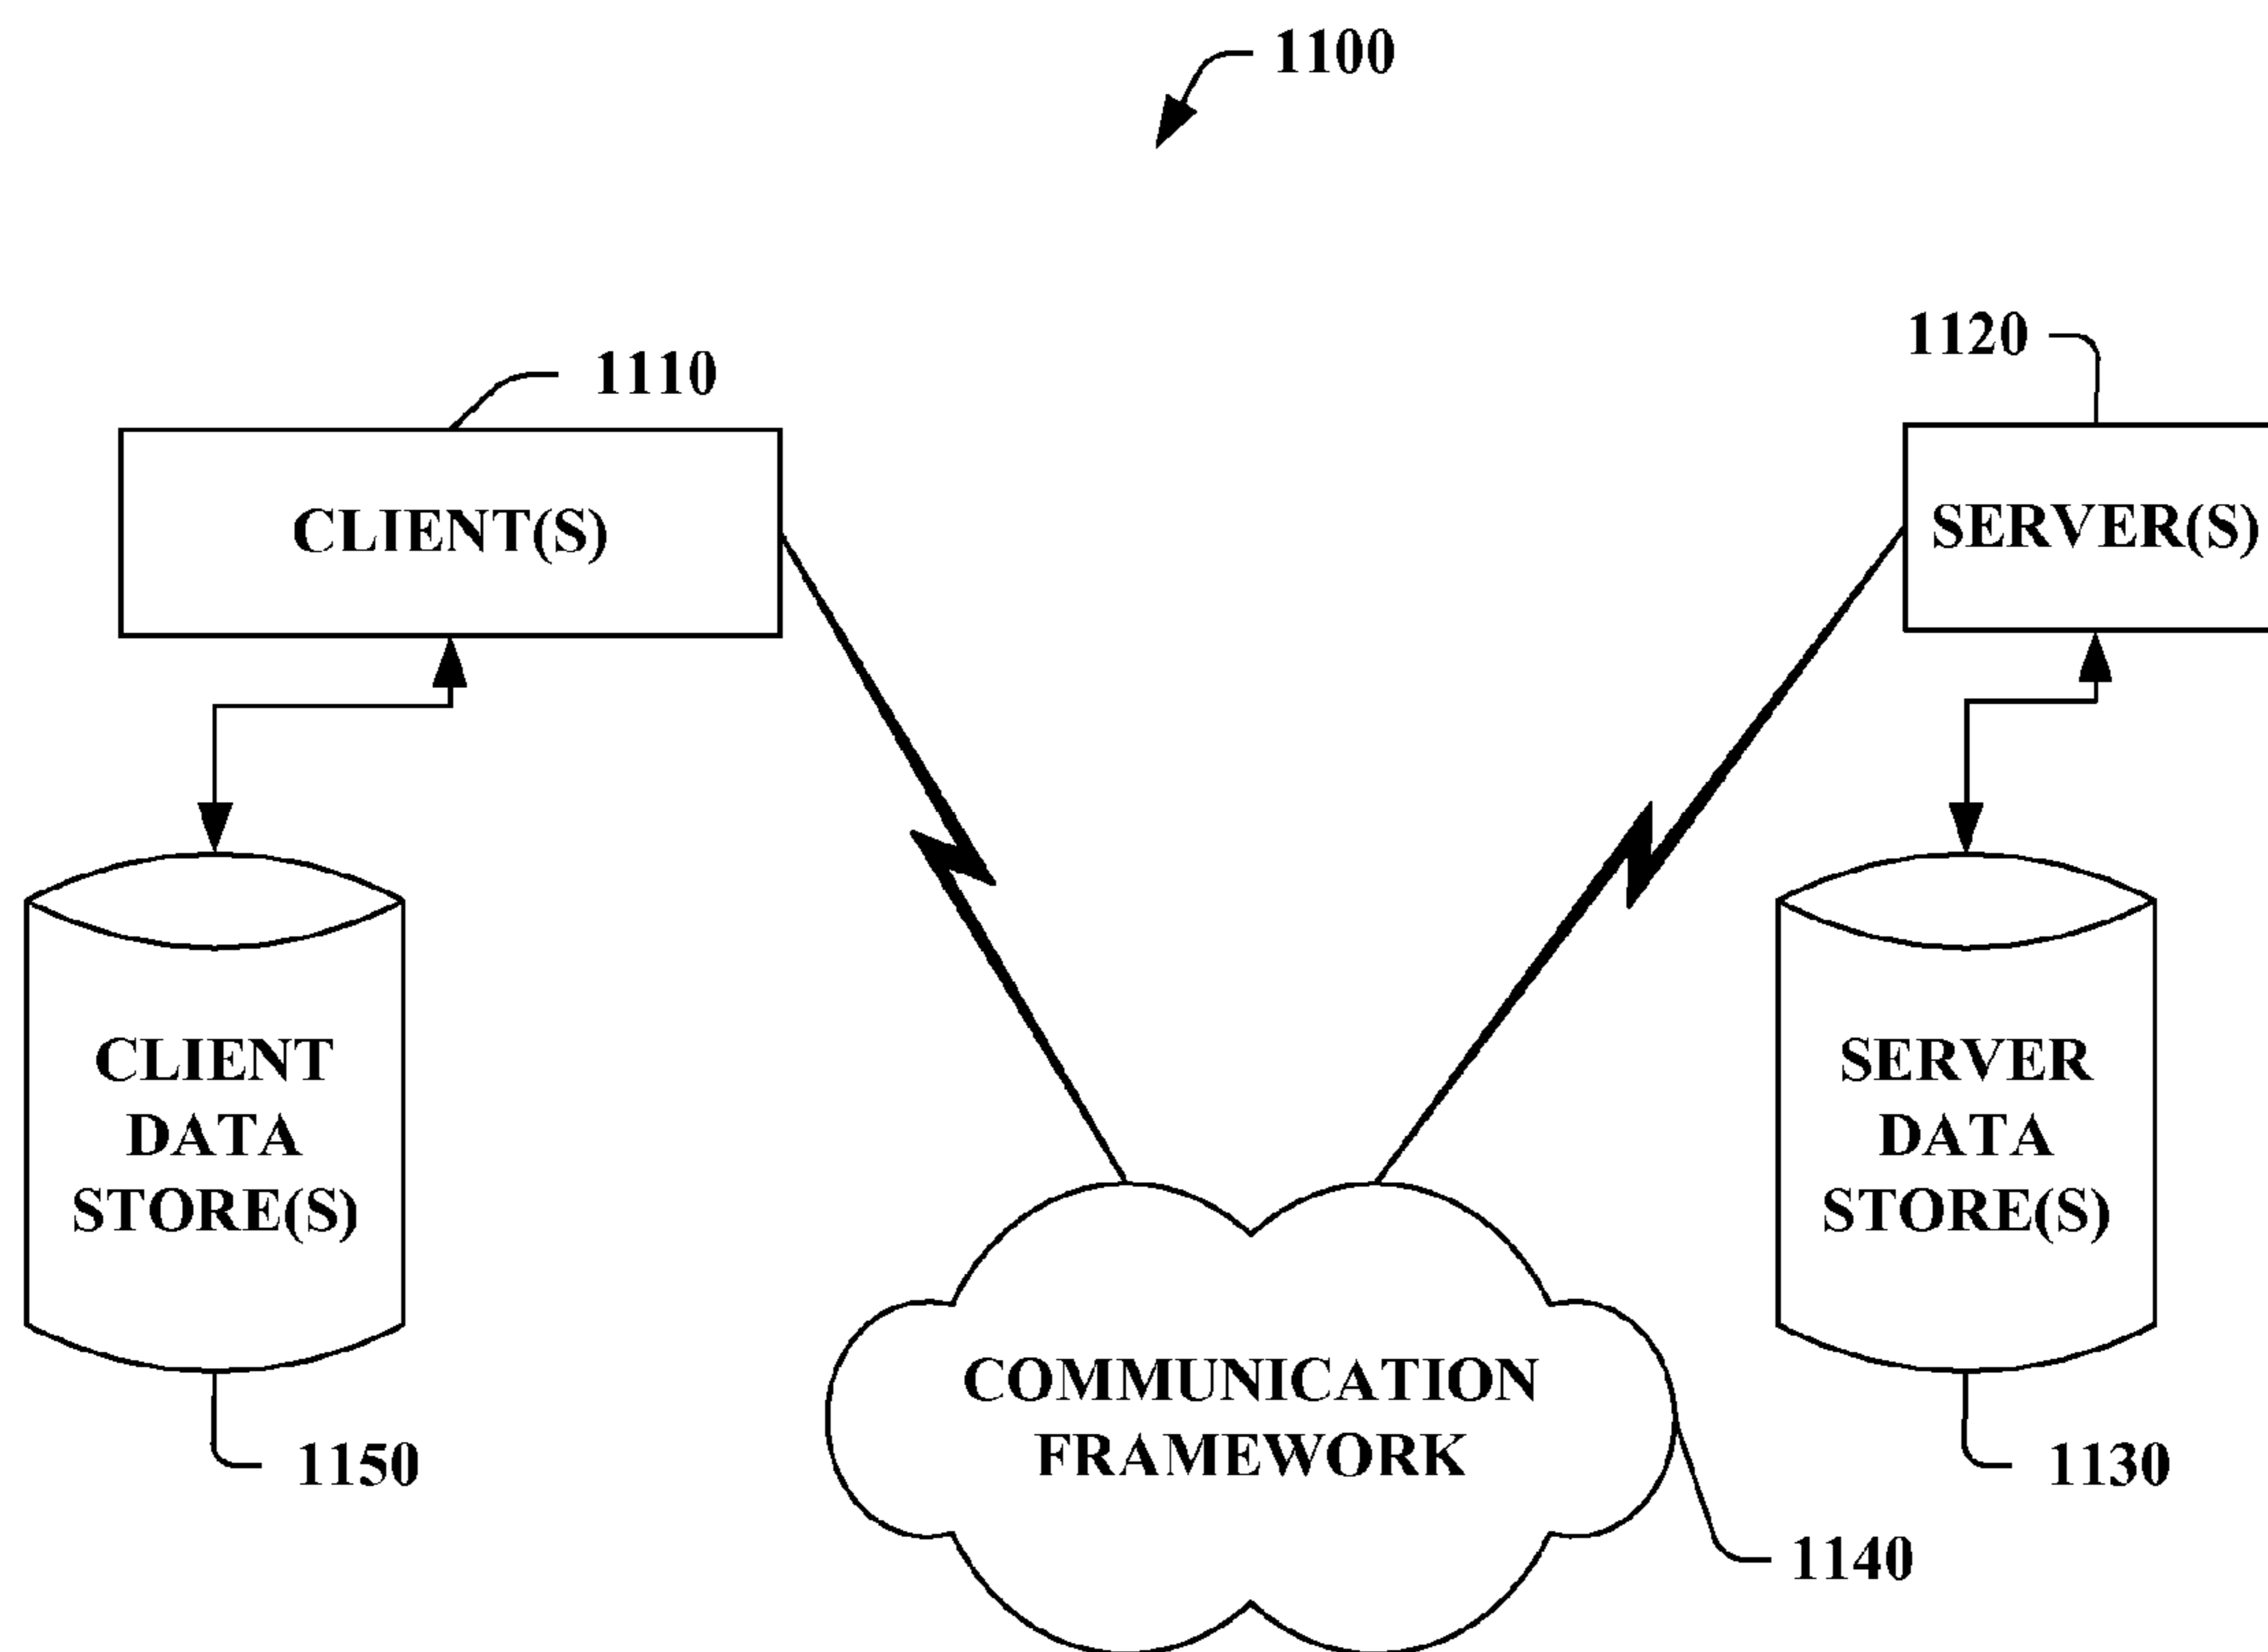 1100
1120
1110
CLIENT(S)
SERVER(S)
CLIENT
DATA
STORE(S)
SERVER
DATA
STORE(S)
COMMUNICATION
FRAMEWORK
1150
1130
1140